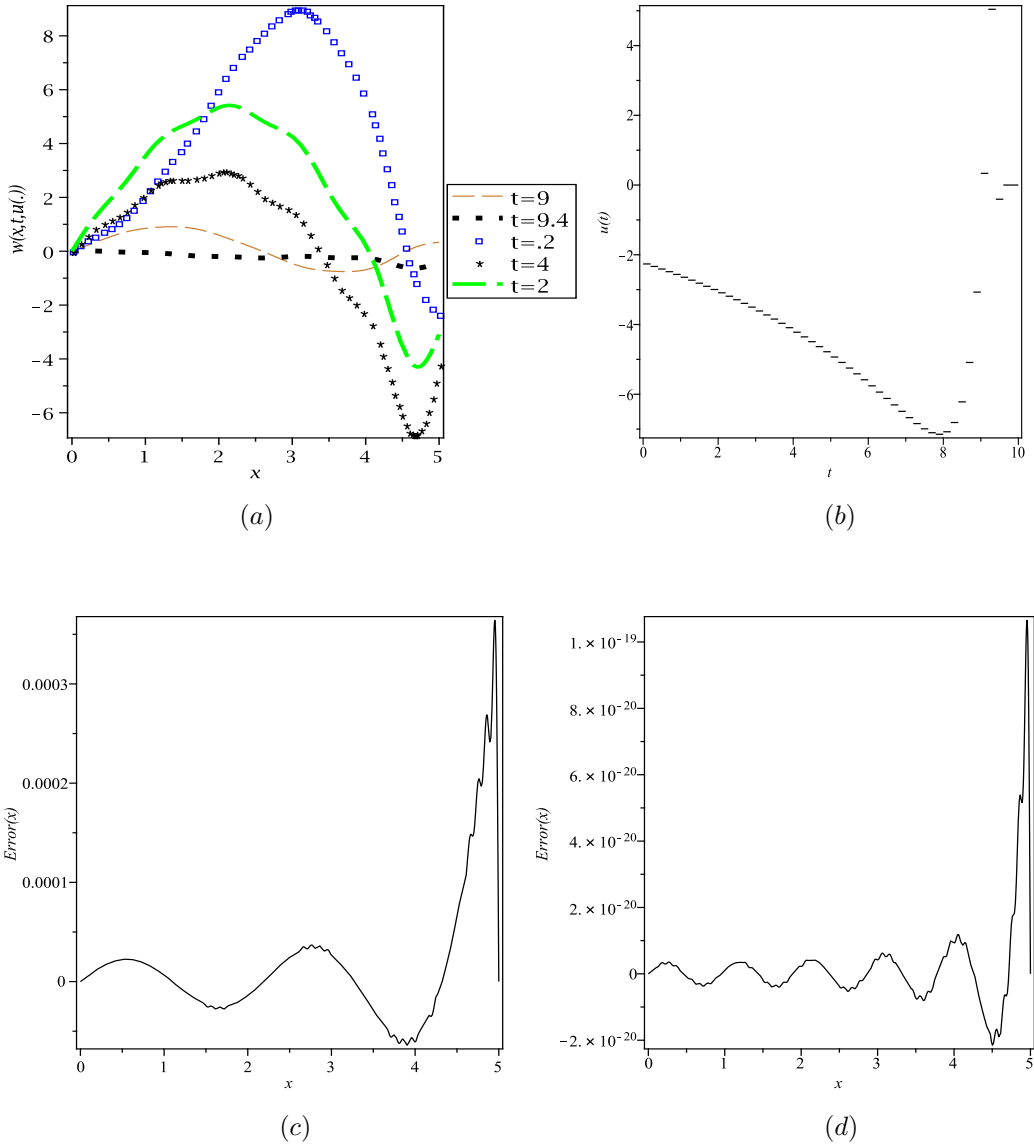 8
6
4
2
0
−2
−4
−6
0 1 2 3 4 5
x
w(x,t,u(.))
t=9
t=9.4
t=.2
t=4
t=2
(a)
4
2
0
−2
−4
−6
0 2 4 6 8 10
t
u(t)
(b)
0.0003
0.0002
0.0001
0
0 1 2 3 4 5
x
Error(x)
(c)
1. × 10−19
8. × 10−20
6. × 10−20
4. × 10−20
2. × 10−20
0
−2. × 10−20
0 1 2 3 4 5
x
Error(x)
(d)